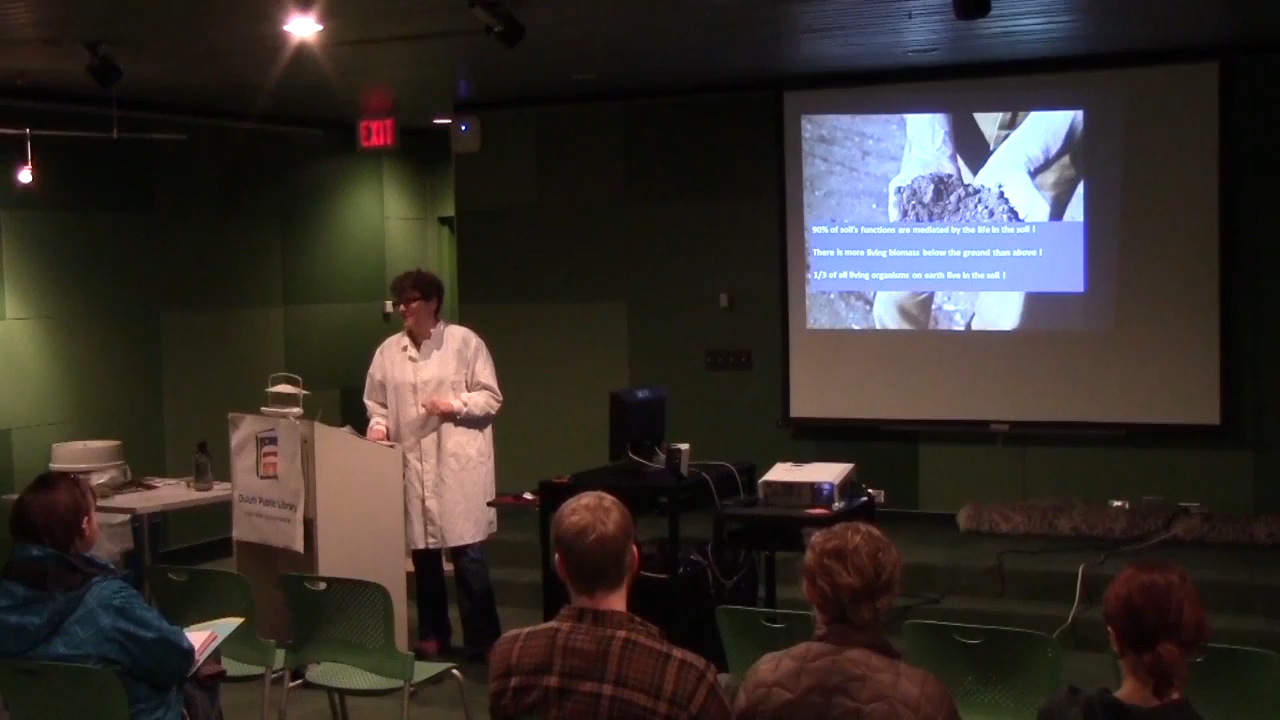 EXIT
90% of soil's functions are mediated by the life in the soil !
There is more living biomass below the ground than above !
1/3 of all living organisms on earth live in the soil !
Duluth Public Library